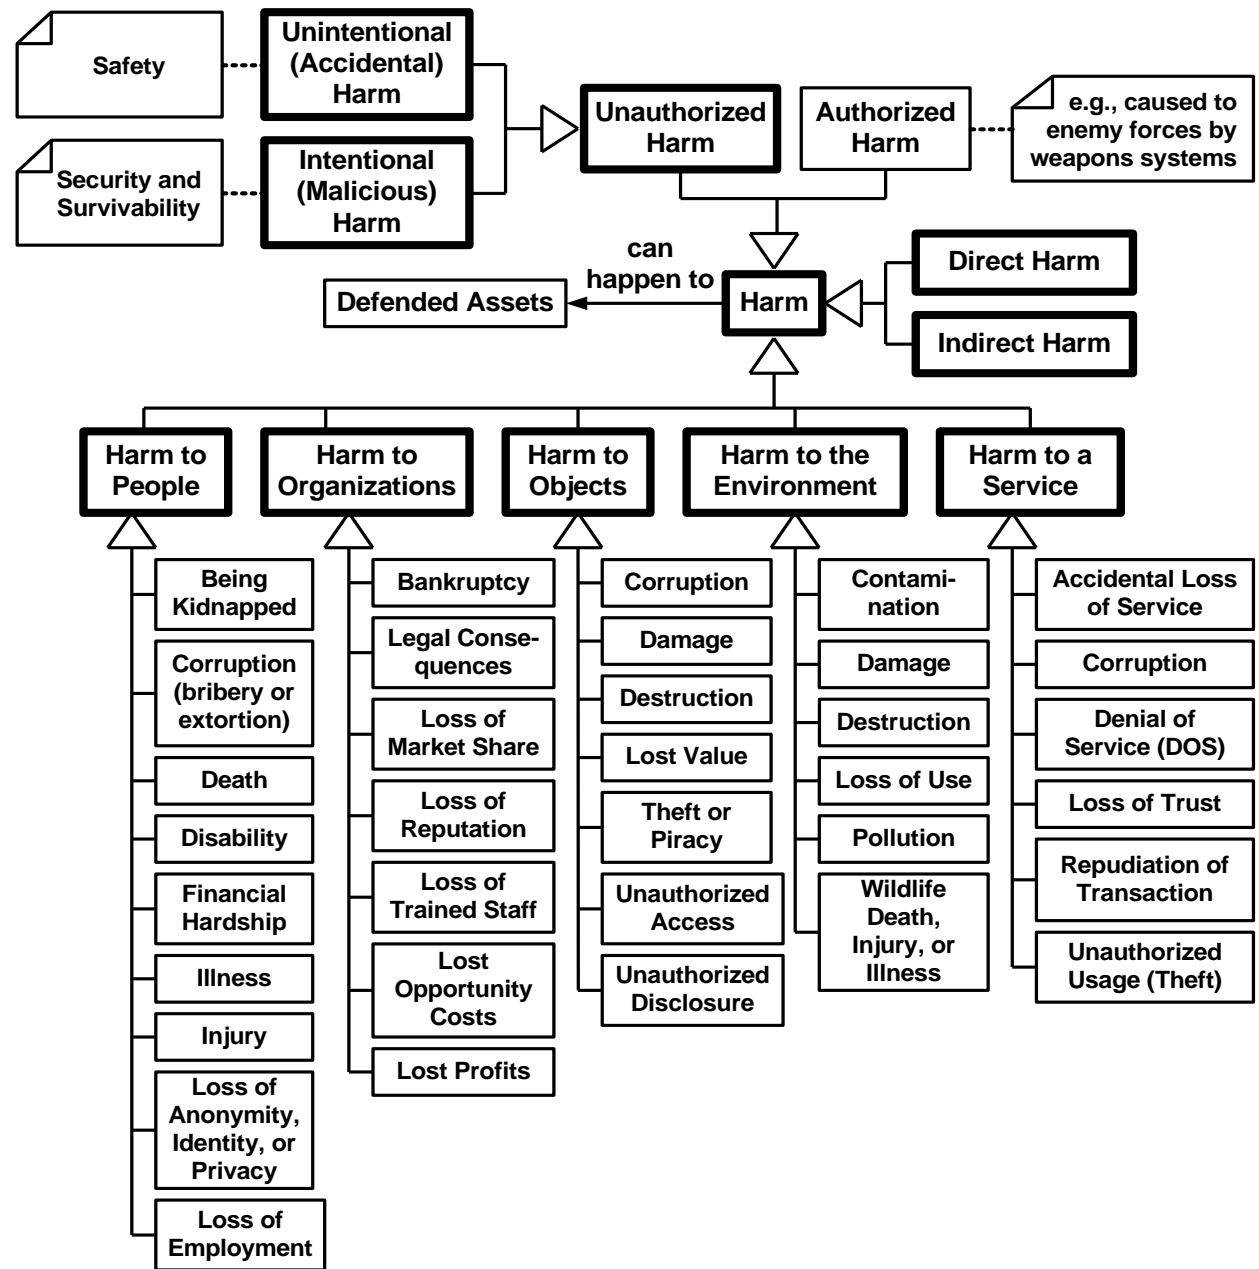 Safety
Unintentional
(Accidental)
Harm
Unauthorized
Harm
Authorized
Harm
e.g., caused to
enemy forces by
weapons systems
Security and
Survivability
Intentional
(Malicious)
Harm
can
happen to
Defended Assets
Harm
Direct Harm
Indirect Harm
Harm to
People
Harm to
Organizations
Harm to
Objects
Harm to the
Environment
Harm to a
Service
Being
Kidnapped
Corruption
(bribery or
extortion)
Death
Disability
Financial
Hardship
Illness
Injury
Loss of
Anonymity,
Identity, or
Privacy
Loss of
Employment
Bankruptcy
Legal Conse-
quences
Loss of
Market Share
Loss of
Reputation
Loss of
Trained Staff
Lost
Opportunity
Costs
Lost Profits
Corruption
Damage
Destruction
Lost Value
Theft or
Piracy
Unauthorized
Access
Unauthorized
Disclosure
Contami-
nation
Damage
Destruction
Loss of Use
Pollution
Wildlife
Death,
Injury, or
Illness
Accidental Loss
of Service
Corruption
Denial of
Service (DOS)
Loss of Trust
Repudiation of
Transaction
Unauthorized
Usage (Theft)